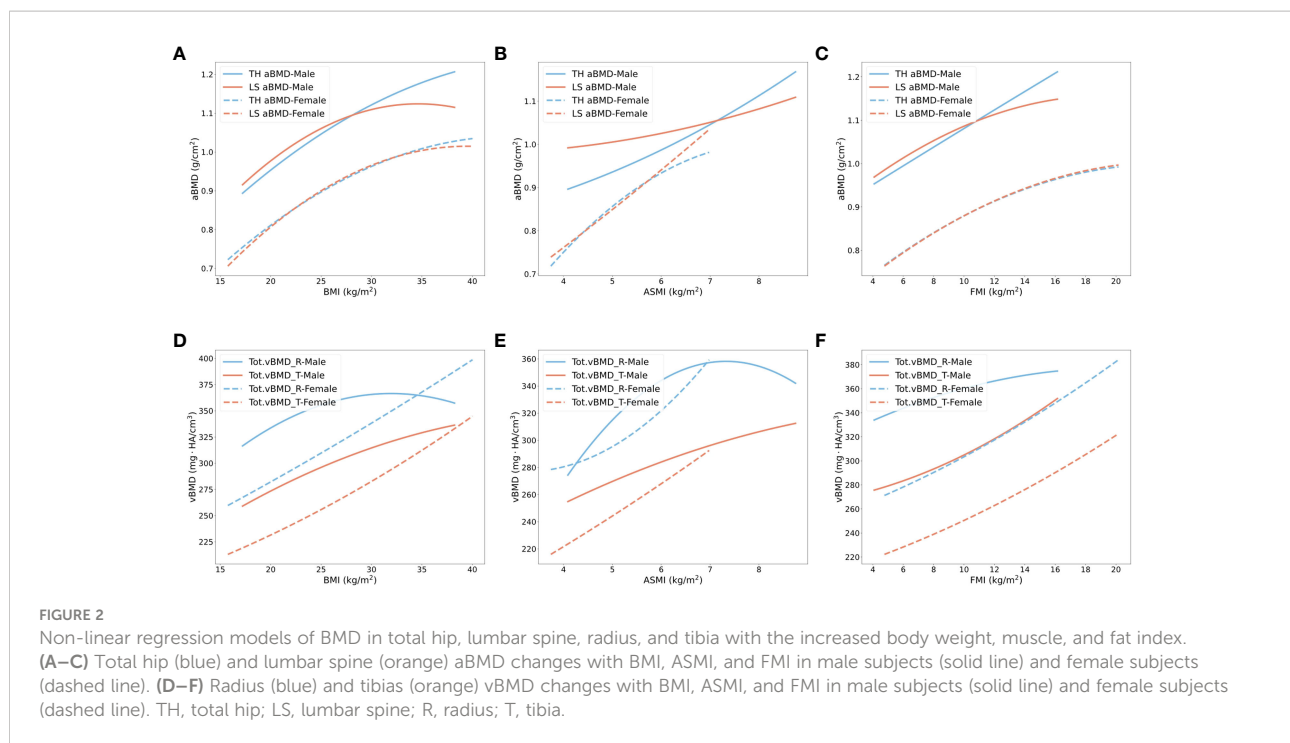 A
TH aBMD-Male
LS aBMD-Male
TH aBMD-Female
LS aBMD-Female
1.2
1.1
1.0
0.9
0.8
0.7
aBMD (g/cm²)
15 20 25 30 35 40
BMI (kg/m²)
B
TH aBMD-Male
LS aBMD-Male
TH aBMD-Female
LS aBMD-Female
1.1
1.0
0.9
0.8
0.7
aBMD (g/cm²)
4 5 6 7 8
ASMI (kg/m²)
C
TH aBMD-Male
LS aBMD-Male
TH aBMD-Female
LS aBMD-Female
1.2
1.1
1.0
0.9
0.8
aBMD (g/cm²)
4 6 8 10 12 14 16 18 20
FMI (kg/m²)
D
Tot.vBMD_R-Male
Tot.vBMD_T-Male
Tot.vBMD_R-Female
Tot.vBMD_T-Female
400
375
350
325
300
275
250
225
vBMD (mg · HA/cm³)
15 20 25 30 35 40
BMI (kg/m²)
E
Tot.vBMD_R-Male
Tot.vBMD_T-Male
Tot.vBMD_R-Female
Tot.vBMD_T-Female
360
340
320
300
280
260
240
220
vBMD (mg · HA/cm³)
4 5 6 7 8
ASMI (kg/m²)
F
Tot.vBMD_R-Male
Tot.vBMD_T-Male
Tot.vBMD_R-Female
Tot.vBMD_T-Female
380
360
340
320
300
280
260
240
220
vBMD (mg · HA/cm³)
4 6 8 10 12 14 16 18 20
FMI (kg/m²)
FIGURE 2
Non-linear regression models of BMD in total hip, lumbar spine, radius, and tibia with the increased body weight, muscle, and fat index.
(A–C) Total hip (blue) and lumbar spine (orange) aBMD changes with BMI, ASMI, and FMI in male subjects (solid line) and female subjects
(dashed line). (D–F) Radius (blue) and tibias (orange) vBMD changes with BMI, ASMI, and FMI in male subjects (solid line) and female subjects
(dashed line). TH, total hip; LS, lumbar spine; R, radius; T, tibia.